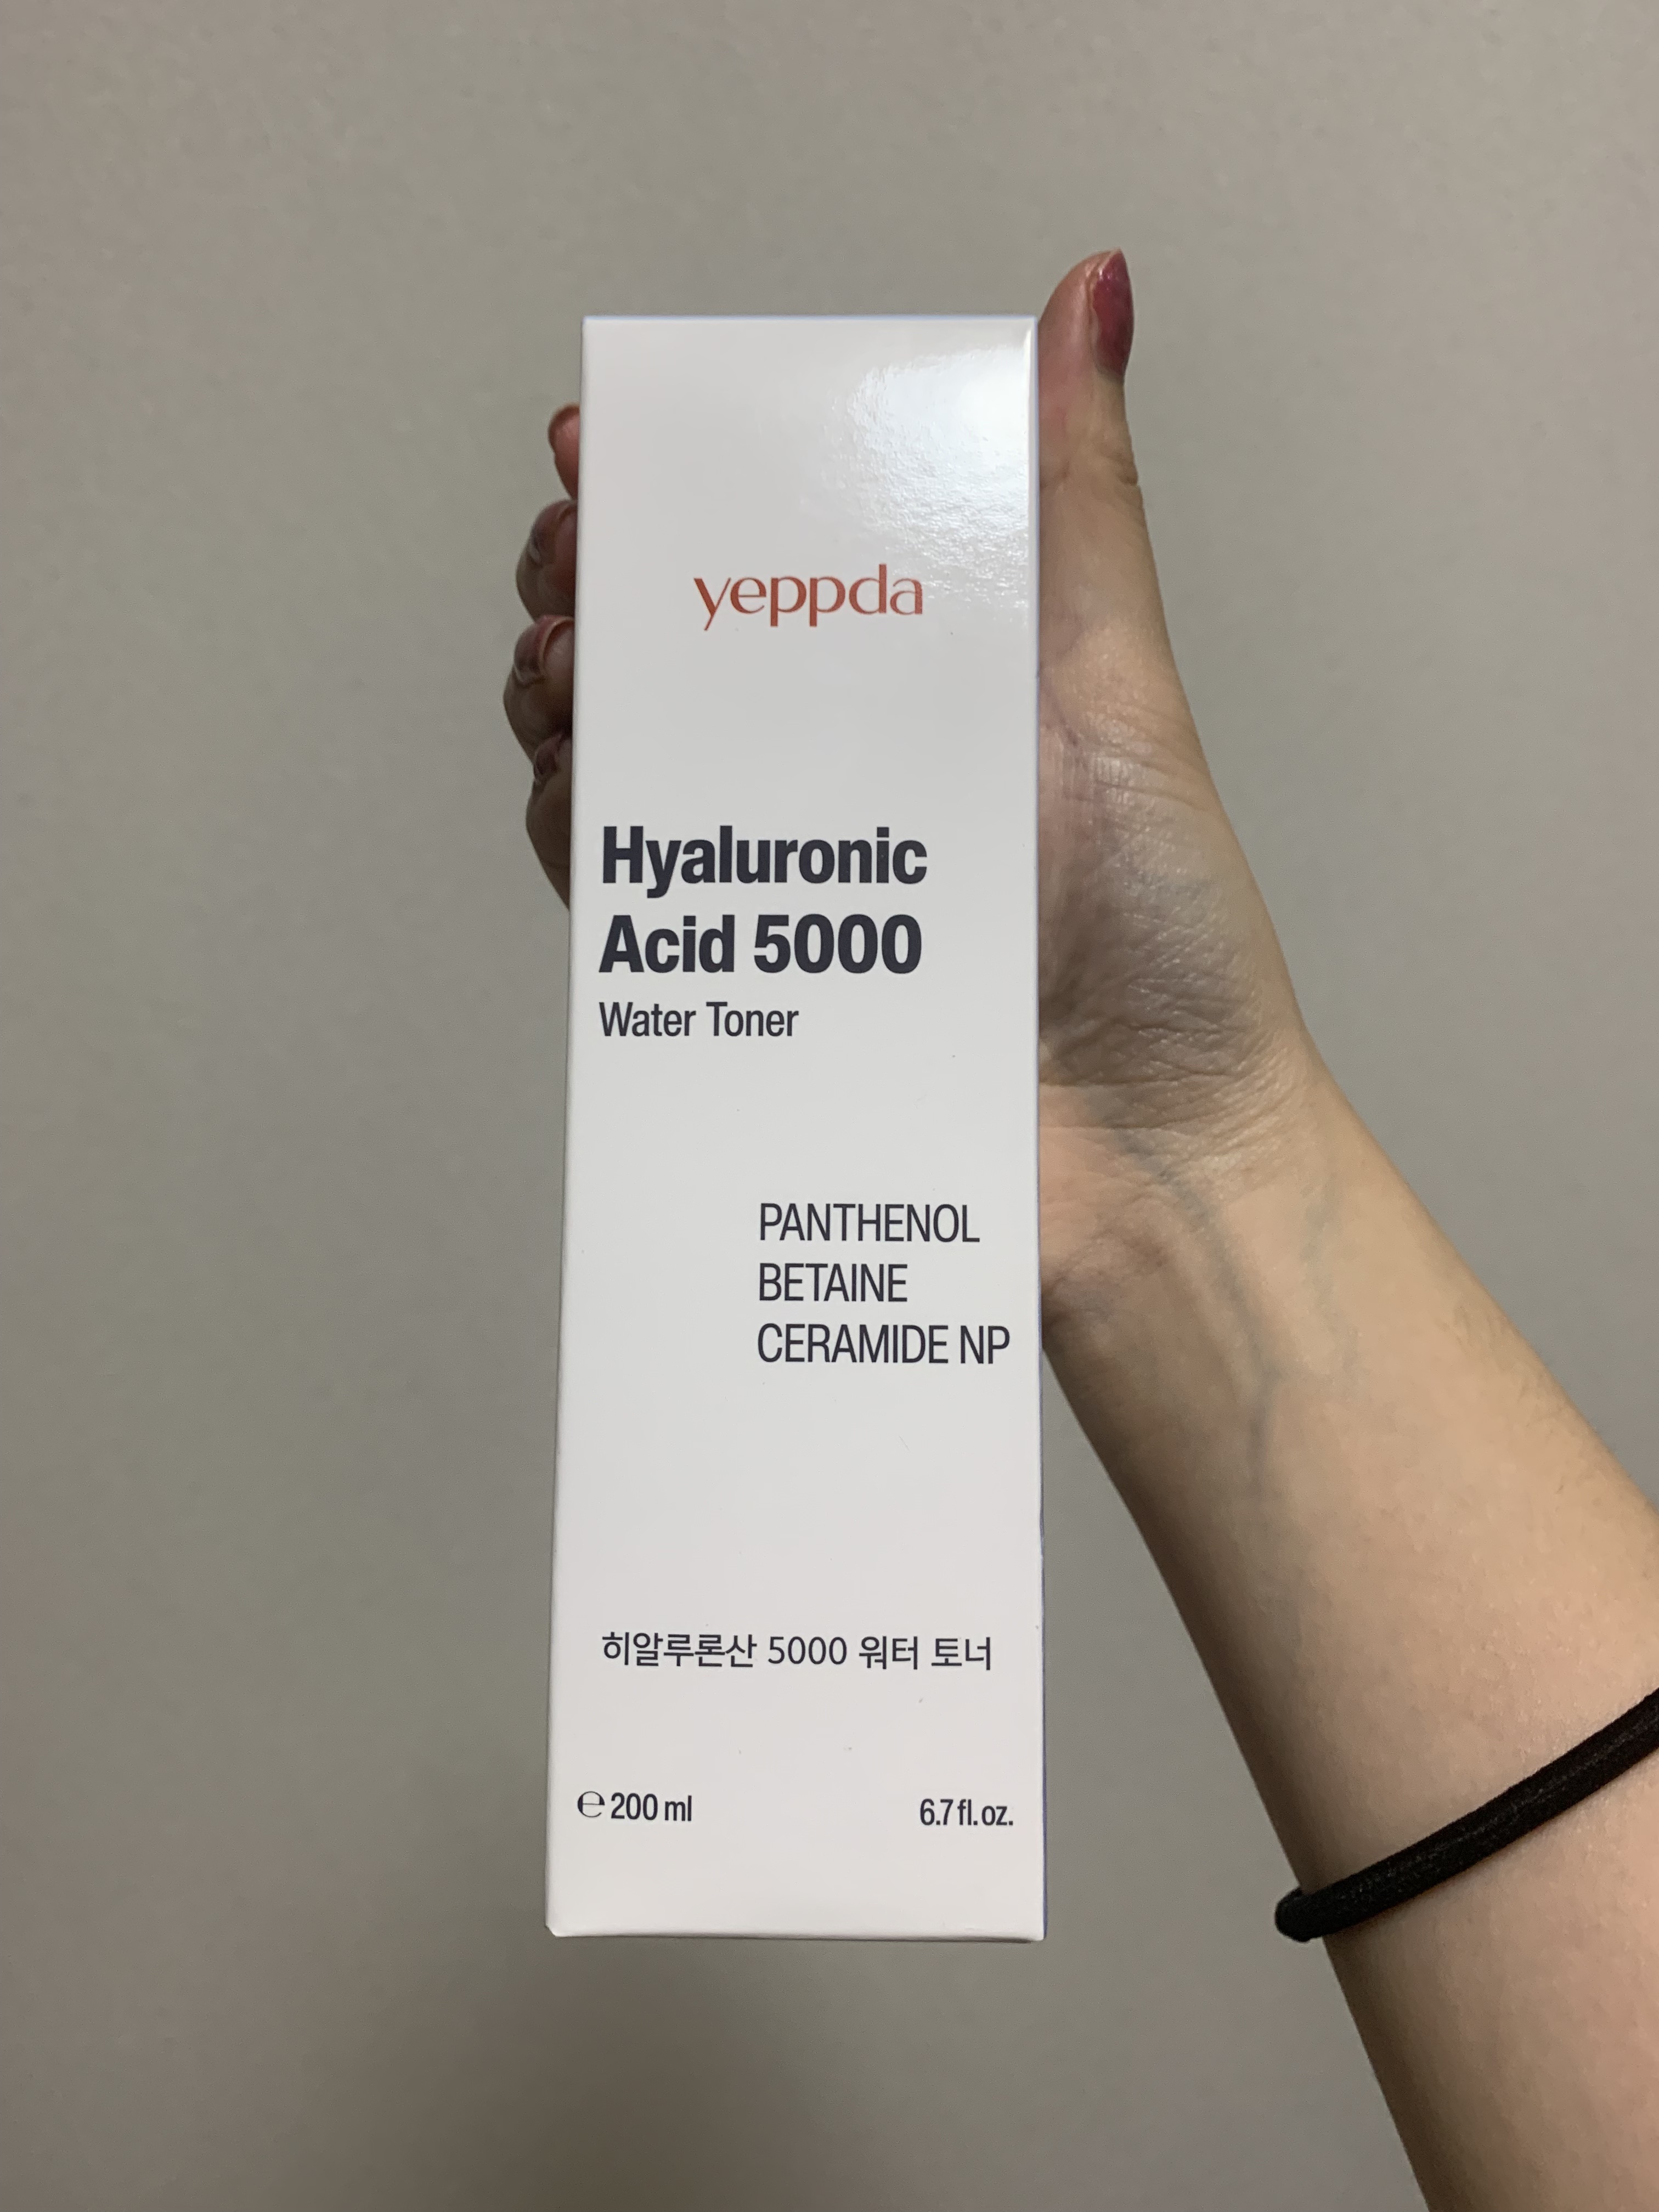 yeppda
Hyaluronic
Acid 5000
Water Toner
PANTHENOL
BETAINE
CERAMIDE NP
히알루론산 5000 워터 토너
℮ 200 ml
6.7 fl. oz.